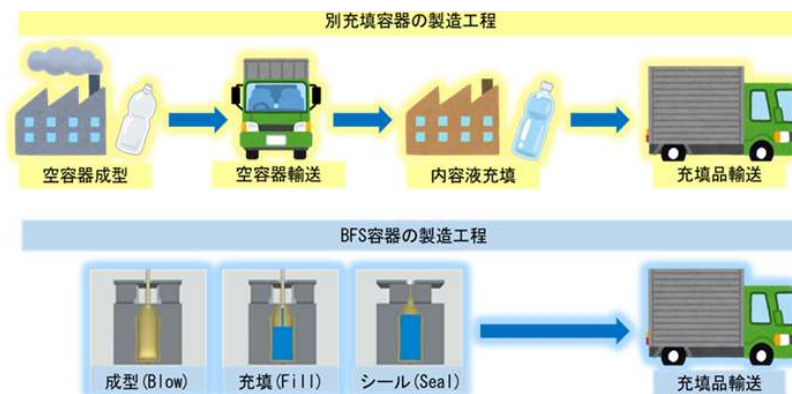 別充填容器の製造工程
空容器成型
空容器輸送
内容液充填
充填品輸送
BFS容器の製造工程
成型(Blow)
充填(Fill)
シール(Seal)
充填品輸送